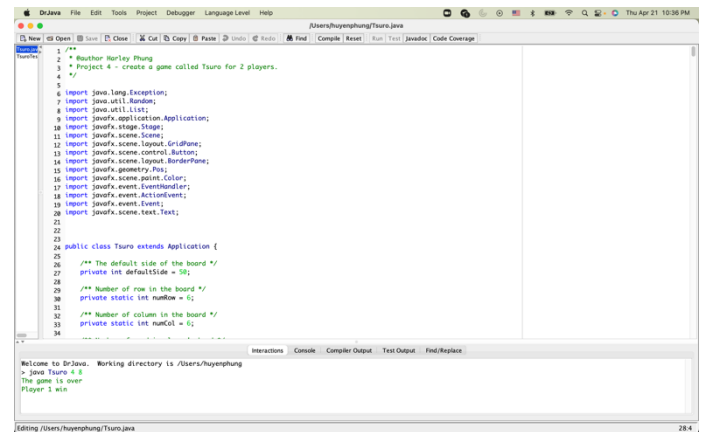 DrJava File Edit Tools Project Debugger Language Level Help Thu Apr 21 10:36 PM
/Users/huyenphung/Tsuro.java
New Open Save Close Cut Copy Paste Undo Redo Find Compile Reset Run Test Javadoc Code Coverage
1 /**
2 * @author Harley Phung
3 * Project 4 - create a game called Tsuro for 2 players.
4 */
5
6 import java.lang.Exception;
7 import java.util.Random;
8 import java.util.List;
9 import javafx.application.Application;
10 import javafx.stage.Stage;
11 import javafx.scene.Scene;
12 import javafx.scene.layout.GridPane;
13 import javafx.scene.control.Button;
14 import javafx.scene.layout.BorderPane;
15 import javafx.geometry.Pos;
16 import javafx.scene.paint.Color;
17 import javafx.event.EventHandler;
18 import javafx.event.ActionEvent;
19 import javafx.event.Event;
20 import javafx.scene.text.Text;
21
22
23
24 public class Tsuro extends Application {
25
26 /** The default side of the board */
27 private int defaultSide = 50;
28
29 /** Number of row in the board */
30 private static int numRow = 6;
31
32 /** Number of column in the board */
33 private static int numCol = 6;
34
Interactions Console Compiler Output Test Output Find/Replace
Welcome to DrJava. Working directory is /Users/huyenphung
> java Tsuro 4 8
The game is over
Player 1 win
Editing /Users/huyenphung/Tsuro.java 28:4